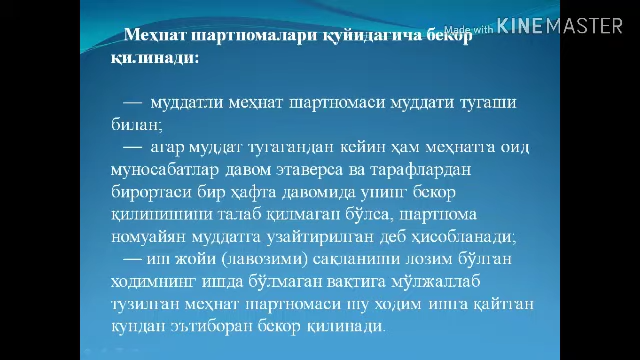 Меҳнат шартномалари қуйидагича бекор
Made with KINEMASTER
қилинади:
— муддатли меҳнат шартномаси муддати тугаши
билан;
— агар муддат тугагандан кейин ҳам меҳнатга оид
муносабатлар давом этаверса ва тарафлардан
бирортаси бир ҳафта давомида унинг бекор
қилинишини талаб қилмаган бўлса, шартнома
номуайян муддатга узайтирилган деб ҳисобланади;
— иш жойи (лавозими) сақланиши лозим бўлган
ходимнинг ишда бўлмаган вақтига мўлжаллаб
тузилган меҳнат шартномаси шу ходим ишга қайтган
кундан эътиборан бекор қилинади.